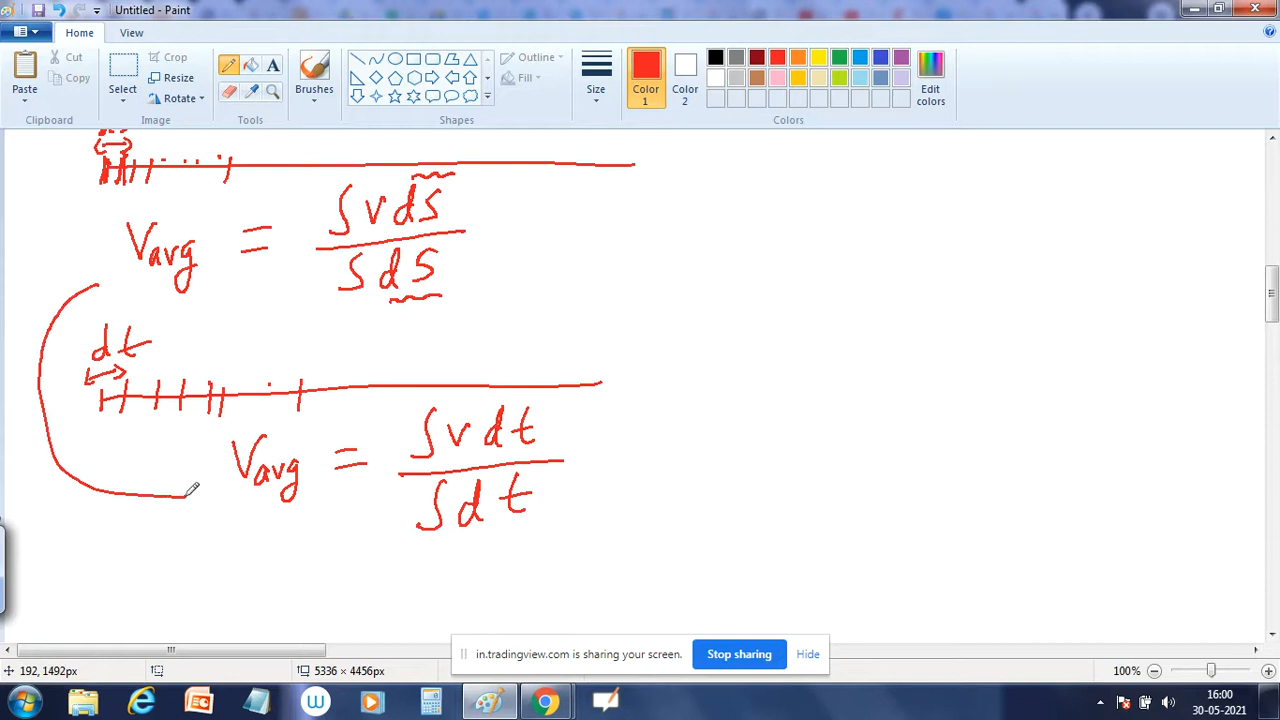 Untitled - Paint
Home
View
Paste
Cut
Copy
Clipboard
Select
Crop
Resize
Rotate
Image
A
Tools
Brushes
Outline
Fill
Shapes
Size
Color 1
Color 2
Edit colors
Colors
V_avg = ∫v ds / ∫ds
dt
V_avg = ∫v dt / ∫dt
in.tradingview.com is sharing your screen.
Stop sharing
Hide
192, 1492px
5336 × 4456px
100%
W
16:00
30-05-2021